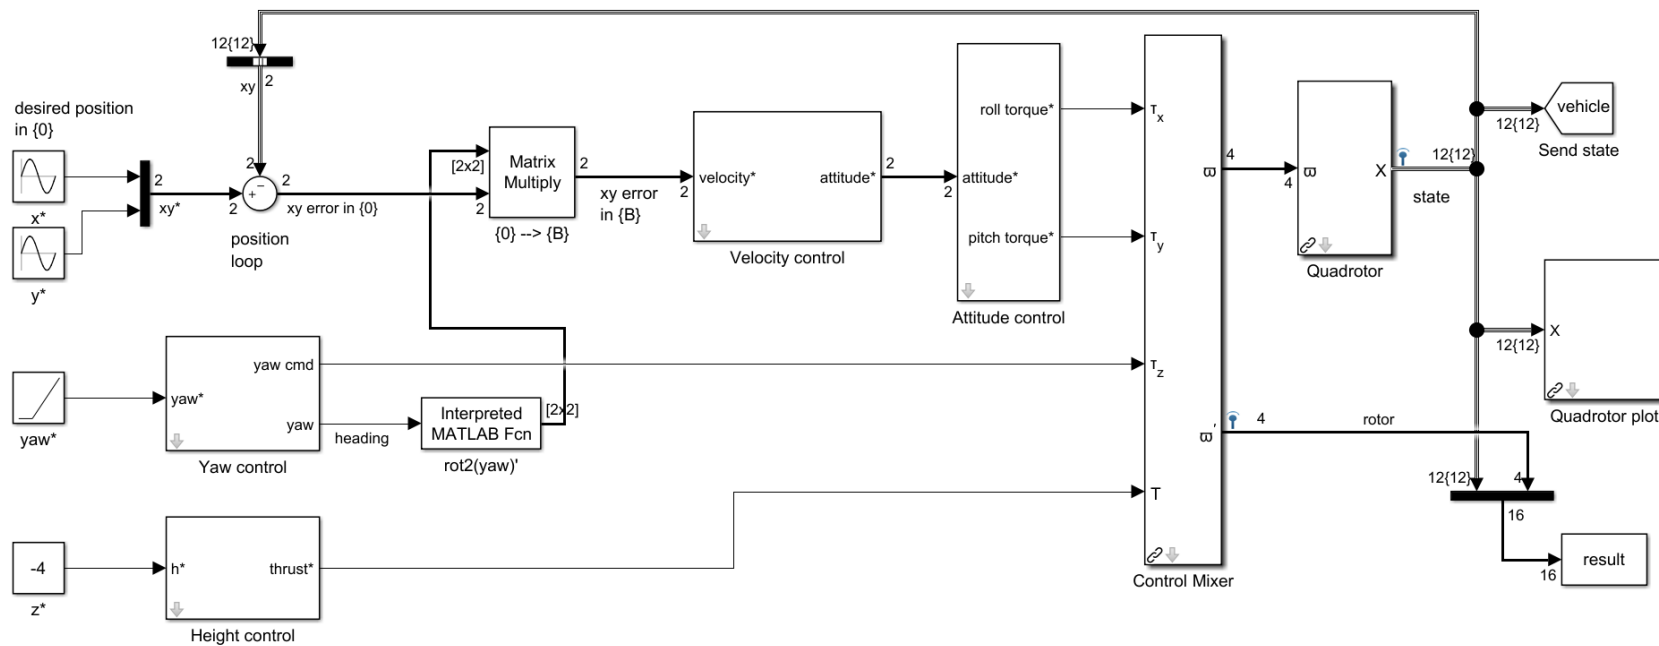 12{12}
xy
2
desired position
in {0}
x*
y*
2
xy*
2
2
−
+
2
xy error in {0}
position
loop
[2x2]
2
Matrix
Multiply
{0} --> {B}
2
xy error
in {B}
2
velocity*
attitude*
Velocity control
2
2
attitude*
roll torque*
pitch torque*
Attitude control
τx
τy
τz
T
ϖ
ϖ'
Control Mixer
4
4
ϖ
X
Quadrotor
12{12}
state
12{12}
vehicle
Send state
12{12}
X
Quadrotor plot
4
rotor
12{12}
4
16
16
result
yaw*
yaw*
yaw cmd
yaw
Yaw control
heading
Interpreted
MATLAB Fcn
[2x2]
rot2(yaw)'
-4
z*
h*
thrust*
Height control